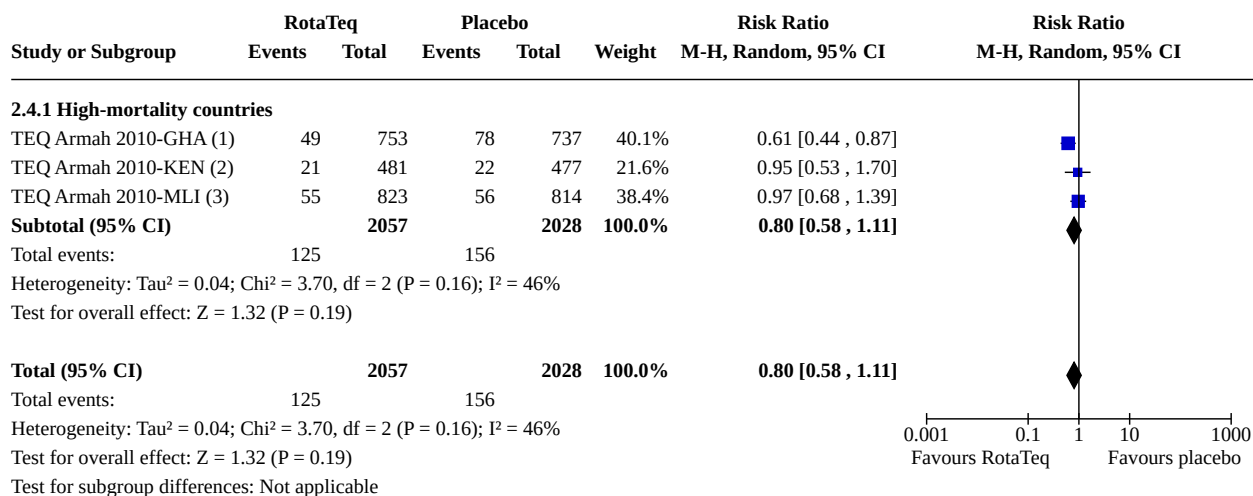 RotaTeq Placebo Risk Ratio Risk Ratio
Study or Subgroup Events Total Events Total Weight M-H, Random, 95% CI M-H, Random, 95% CI
2.4.1 High-mortality countries
TEQ Armah 2010-GHA (1) 49 753 78 737 40.1% 0.61 [0.44 , 0.87]
TEQ Armah 2010-KEN (2) 21 481 22 477 21.6% 0.95 [0.53 , 1.70]
TEQ Armah 2010-MLI (3) 55 823 56 814 38.4% 0.97 [0.68 , 1.39]
Subtotal (95% CI) 2057 2028 100.0% 0.80 [0.58 , 1.11]
Total events: 125 156
Heterogeneity: Tau² = 0.04; Chi² = 3.70, df = 2 (P = 0.16); I² = 46%
Test for overall effect: Z = 1.32 (P = 0.19)
Total (95% CI) 2057 2028 100.0% 0.80 [0.58 , 1.11]
Total events: 125 156
Heterogeneity: Tau² = 0.04; Chi² = 3.70, df = 2 (P = 0.16); I² = 46%
0.001 0.1 1 10 1000
Test for overall effect: Z = 1.32 (P = 0.19)
Favours RotaTeq Favours placebo
Test for subgroup differences: Not applicable